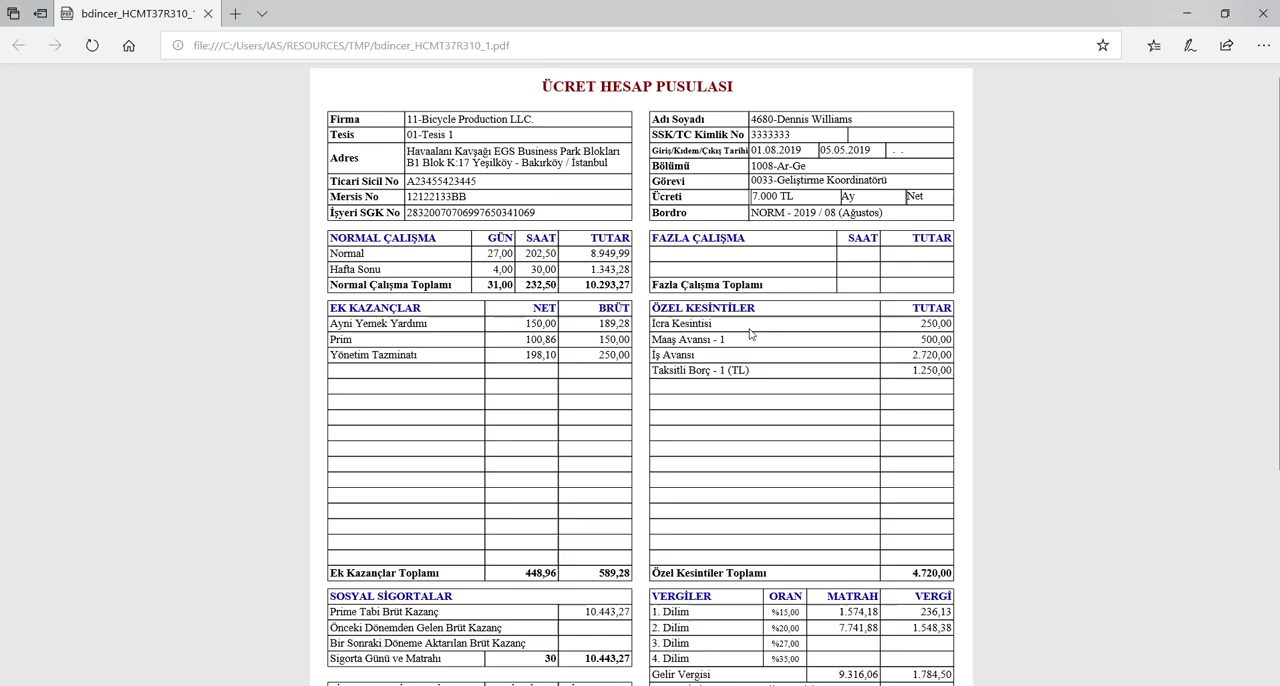 bdincer_HCMT37R310_
file:///C:/Users/IAS/RESOURCES/TMP/bdincer_HCMT37R310_1.pdf
ÜCRET HESAP PUSULASI
Firma 11-Bicycle Production LLC.
Tesis 01-Tesis 1
Adres Havaalanı Kavşağı EGS Business Park Blokları
B1 Blok K:17 Yeşilköy - Bakırköy / İstanbul
Ticari Sicil No A23455423445
Mersis No 12122133BB
İşyeri SGK No 28320070706997650341069
Adı Soyadı 4680-Dennis Williams
SSK/TC Kimlik No 3333333
Giriş/Kıdem/Çıkış Tarihi 01.08.2019 05.05.2019 . .
Bölümü 1008-Ar-Ge
Görevi 0033-Geliştirme Koordinatörü
Ücreti 7.000 TL Ay Net
Bordro NORM - 2019 / 08 (Ağustos)
NORMAL ÇALIŞMA GÜN SAAT TUTAR
Normal 27,00 202,50 8.949,99
Hafta Sonu 4,00 30,00 1.343,28
Normal Çalışma Toplamı 31,00 232,50 10.293,27
FAZLA ÇALIŞMA SAAT TUTAR
Fazla Çalışma Toplamı
EK KAZANÇLAR NET BRÜT
Ayni Yemek Yardımı 150,00 189,28
Prim 100,86 150,00
Yönetim Tazminatı 198,10 250,00
Ek Kazançlar Toplamı 448,96 589,28
ÖZEL KESİNTİLER TUTAR
İcra Kesintisi 250,00
Maaş Avansı - 1 500,00
İş Avansı 2.720,00
Taksitli Borç - 1 (TL) 1.250,00
Özel Kesintiler Toplamı 4.720,00
SOSYAL SİGORTALAR
Prime Tabi Brüt Kazanç 10.443,27
Önceki Dönemden Gelen Brüt Kazanç
Bir Sonraki Döneme Aktarılan Brüt Kazanç
Sigorta Günü ve Matrahı 30 10.443,27
VERGİLER ORAN MATRAH VERGİ
1. Dilim %15,00 1.574,18 236,13
2. Dilim %20,00 7.741,88 1.548,38
3. Dilim %27,00
4. Dilim %35,00
Gelir Vergisi 9.316,06 1.784,50